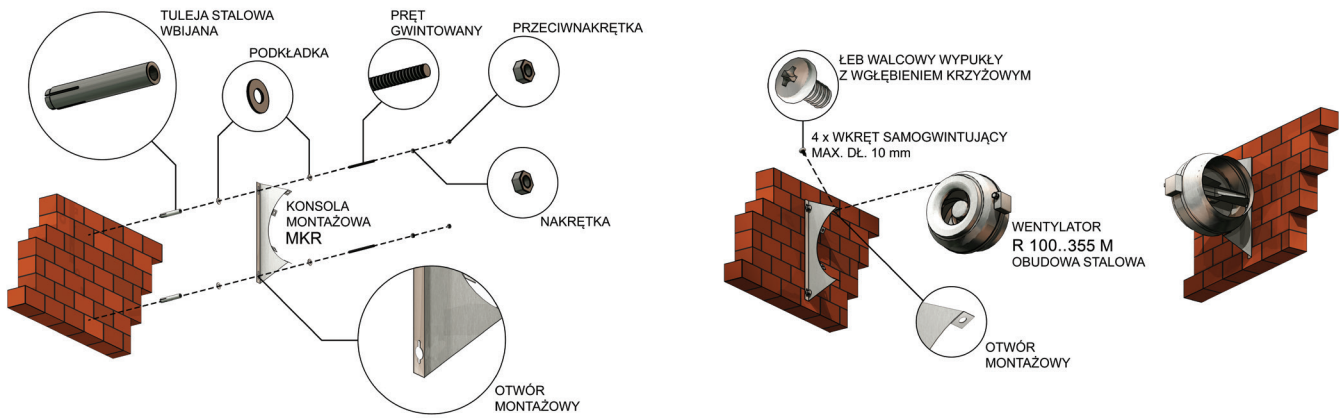 TULEJA STALOWA
WBIJANA
PODKŁADKA
PRĘT
GWINTOWANY
PRZECIWNAKRĘTKA
NAKRĘTKA
KONSOLA
MONTAŻOWA
MKR
OTWÓR
MONTAŻOWY
ŁEB WALCOWY WYPUKŁY
Z WGŁĘBIENIEM KRZYŻOWYM
4 x WKRĘT SAMOGWINTUJĄCY
MAX. DŁ. 10 mm
WENTYLATOR
R 100..355 M
OBUDOWA STALOWA
OTWÓR
MONTAŻOWY